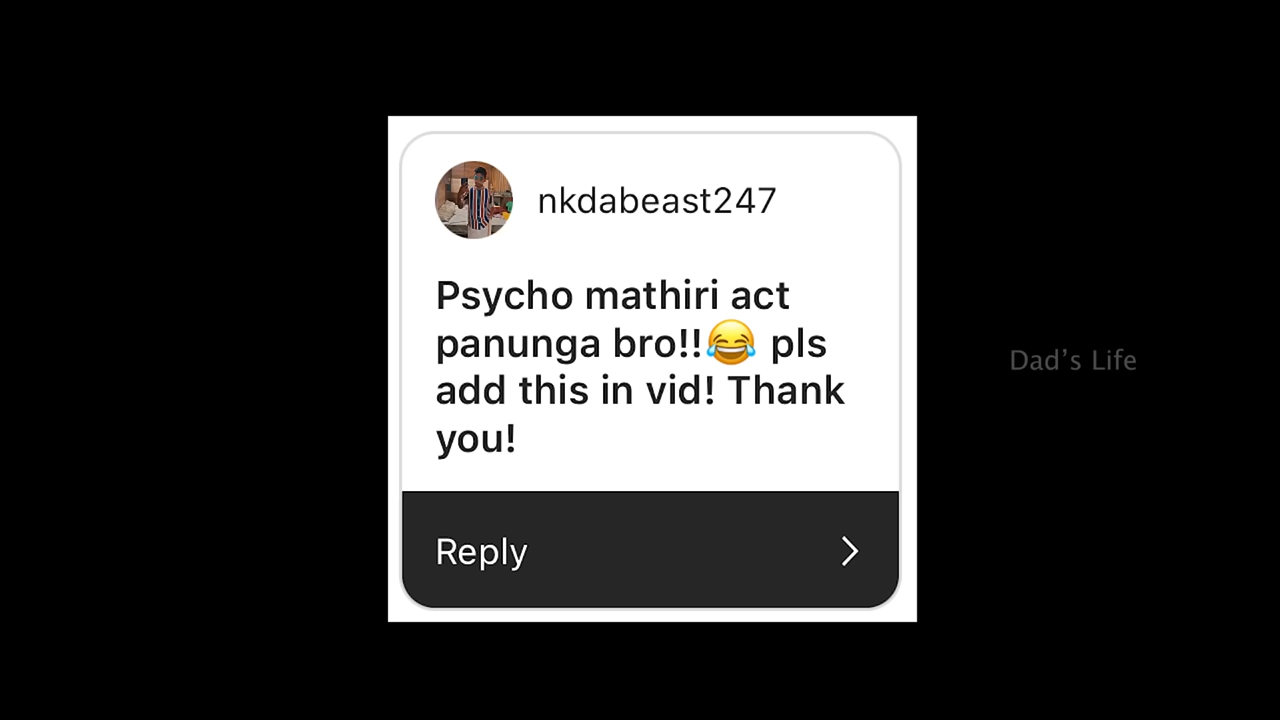 nkdabeast247
Psycho mathiri act
panunga bro!!😂 pls
add this in vid! Thank
you!
Reply
Dad’s Life